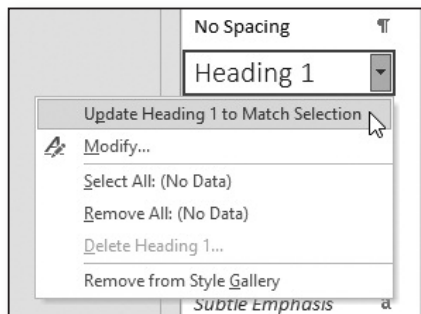 No Spacing ¶
Heading 1
Update Heading 1 to Match Selection
Modify...
Select All: (No Data)
Remove All: (No Data)
Delete Heading 1...
Remove from Style Gallery
Subtle Emphasis a